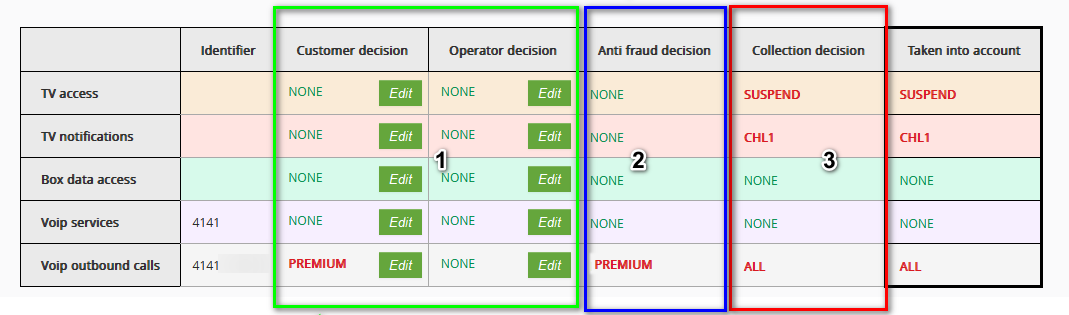 Identifier Customer decision Operator decision Anti fraud decision Collection decision Taken into account
TV access NONE Edit NONE Edit NONE SUSPEND SUSPEND
TV notifications NONE Edit NONE Edit NONE CHL1 CHL1
1 2 3
Box data access NONE Edit NONE Edit NONE NONE NONE
Voip services 4141 NONE Edit NONE Edit NONE NONE NONE
Voip outbound calls 4141 PREMIUM Edit NONE Edit PREMIUM ALL ALL